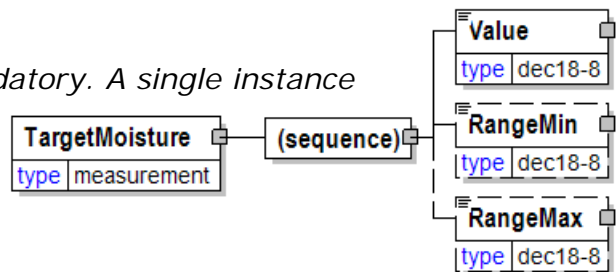 Value
type dec18-8
datory. A single instance
RangeMin
TargetMoisture (sequence)
type dec18-8
type measurement
RangeMax
type dec18-8